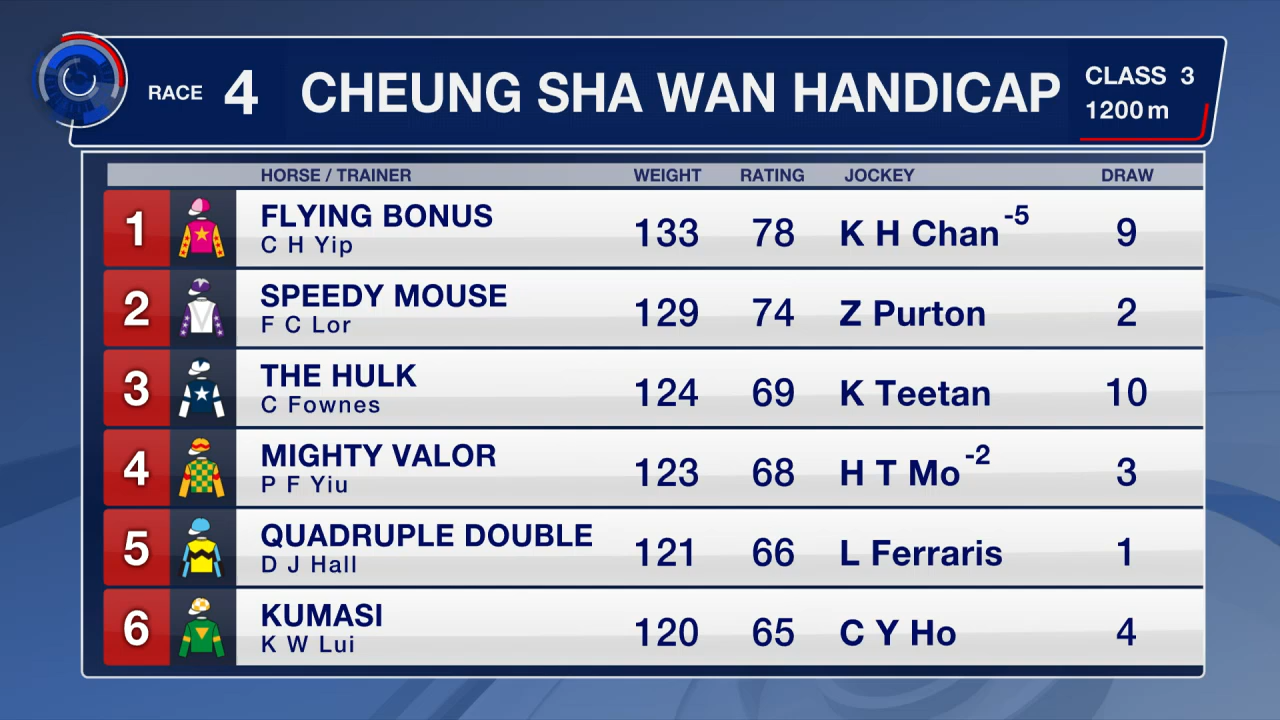 RACE 4 CHEUNG SHA WAN HANDICAP CLASS 3
1200 m
HORSE / TRAINER WEIGHT RATING JOCKEY DRAW
1 FLYING BONUS 133 78 K H Chan -5 9
C H Yip
2 SPEEDY MOUSE 129 74 Z Purton 2
F C Lor
3 THE HULK 124 69 K Teetan 10
C Fownes
4 MIGHTY VALOR 123 68 H T Mo -2 3
P F Yiu
5 QUADRUPLE DOUBLE 121 66 L Ferraris 1
D J Hall
6 KUMASI 120 65 C Y Ho 4
K W Lui